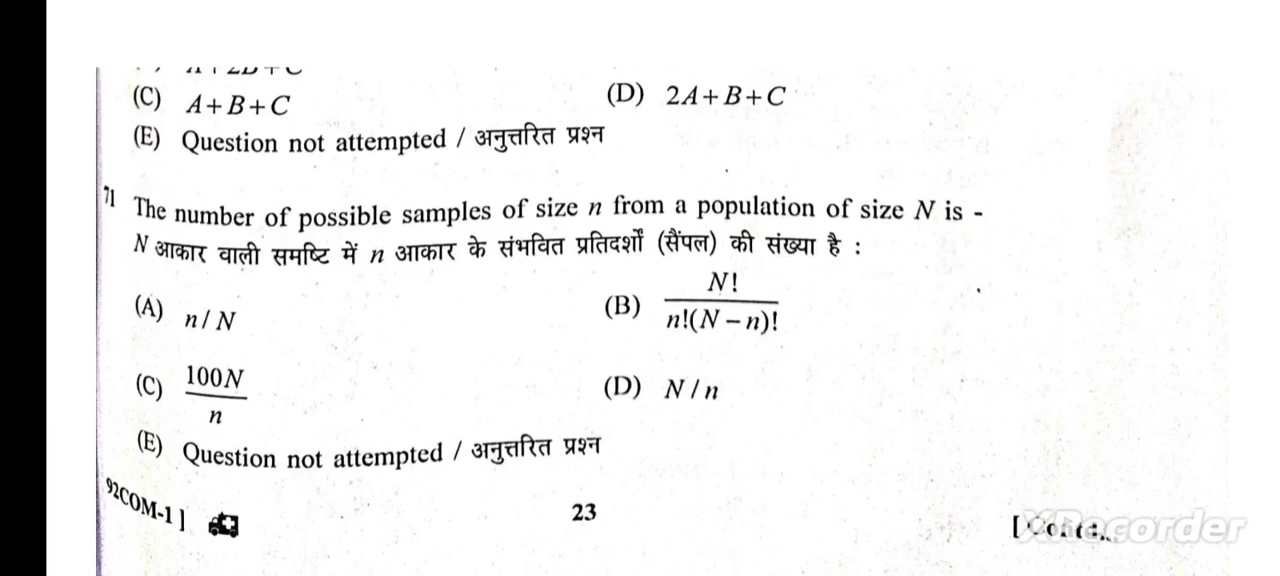 (C) A+B+C (D) 2A+B+C
(E) Question not attempted / अनुत्तरित प्रश्न
71 The number of possible samples of size n from a population of size N is -
N आकार वाली समष्टि में n आकार के संभवित प्रतिदर्शों (सैंपल) की संख्या है :
(A) n/N (B) N!/n!(N-n)!
(C) 100N/n (D) N/n
(E) Question not attempted / अनुत्तरित प्रश्न
92COM-1 ] 23
XRecorder